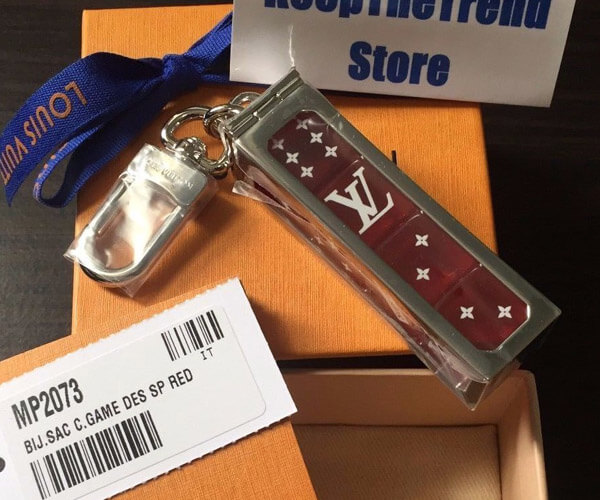 KeepTheTrend
Store
LOUIS VUIT
LV
IT
MP2073
BIJ.SAC C.GAME DES SP RED